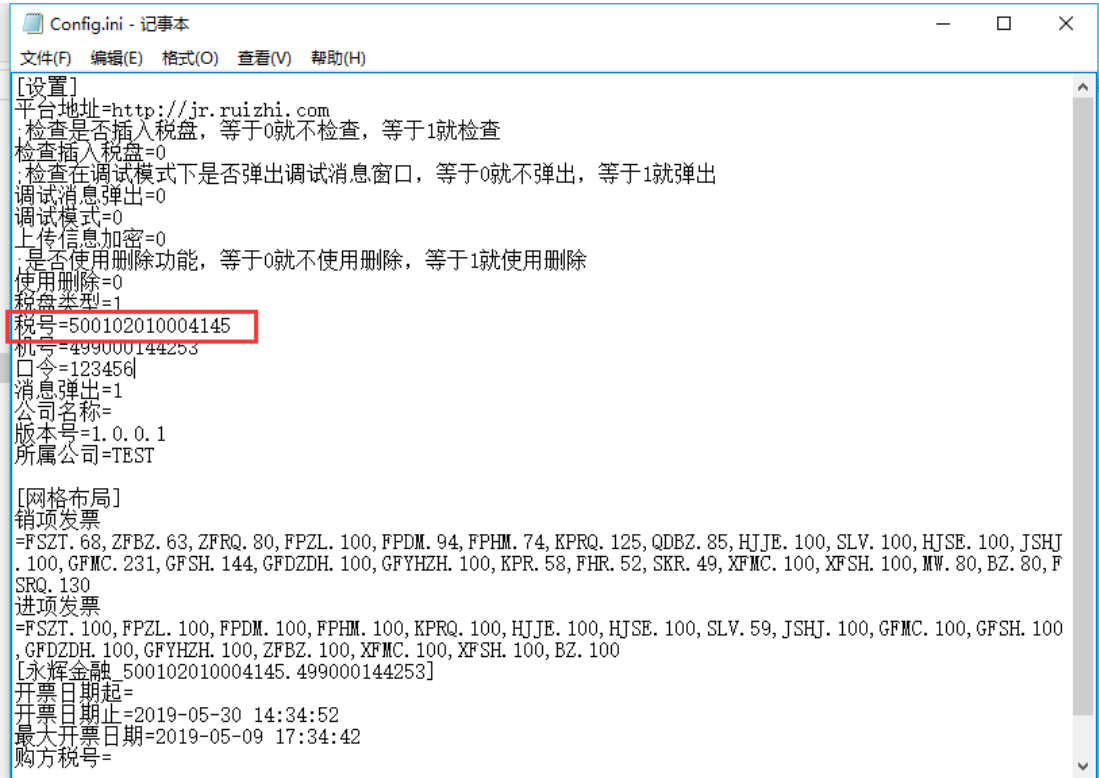 Config.ini - 记事本
文件(F) 编辑(E) 格式(O) 查看(V) 帮助(H)
[设置]
平台地址=http://jr.ruizhi.com
;检查是否插入税盘，等于0就不检查，等于1就检查
检查插入税盘=0
;检查在调试模式下是否弹出调试消息窗口，等于0就不弹出，等于1就弹出
调试消息弹出=0
调试模式=0
上传信息加密=0
;是否使用删除功能，等于0就不使用删除，等于1就使用删除
使用删除=0
税盘类型=1
税号=500102010004145
机号=499000144253
口令=123456
消息弹出=1
公司名称=
版本号=1.0.0.1
所属公司=TEST
[网格布局]
销项发票
=FSZT.68,ZFBZ.63,ZFRQ.80,FPZL.100,FPDM.94,FPHM.74,KPRQ.125,QDBZ.85,HJJE.100,SLV.100,HJSE.100,JSHJ
.100,GFMC.231,GFSH.144,GFDZDH.100,GFYHZH.100,KPR.58,FHR.52,SKR.49,XFMC.100,XFSH.100,MW.80,BZ.80,F
SRQ.130
进项发票
=FSZT.100,FPZL.100,FPDM.100,FPHM.100,KPRQ.100,HJJE.100,HJSE.100,SLV.59,JSHJ.100,GFMC.100,GFSH.100
,GFDZDH.100,GFYHZH.100,ZFBZ.100,XFMC.100,XFSH.100,BZ.100
[永辉金融_500102010004145.499000144253]
开票日期起=
开票日期止=2019-05-30 14:34:52
最大开票日期=2019-05-09 17:34:42
购方税号=